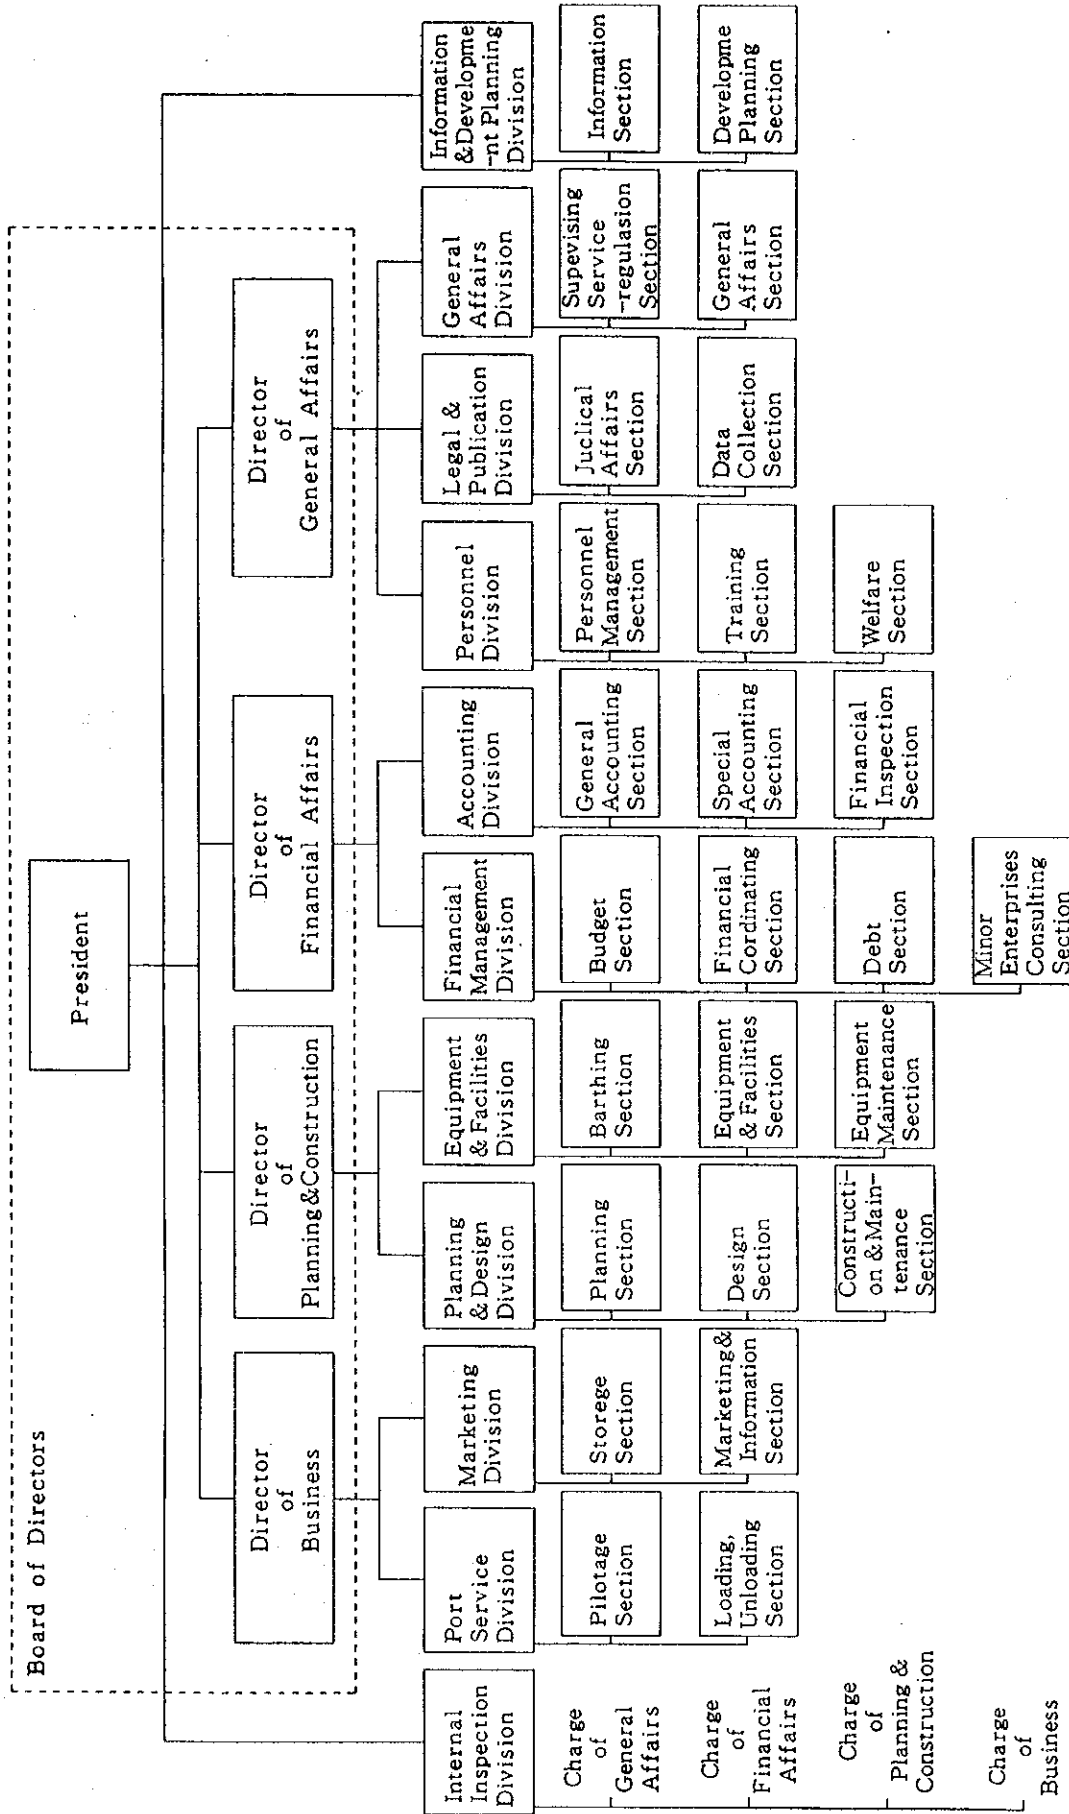 Board of Directors
President
Director
of
Business
Director
of
Planning&Construction
Director
of
Financial Affairs
Director
of
General Affairs
Internal
Inspection
Division
Port
Service
Division
Marketing
Division
Planning
&Design
Division
Equipment
&Facilities
Division
Financial
Management
Division
Accounting
Division
Personnel
Division
Legal &
Publication
Division
General
Affairs
Division
Information
&Developme
-nt Planning
Division
Charge
of
General
Affairs
Pilotage
Section
Storege
Section
Planning
Section
Barthing
Section
Budget
Section
General
Accounting
Section
Personnel
Management
Section
Juclical
Affairs
Section
Supevising
Service
-regulasion
Section
Information
Section
Charge
of
Financial
Affairs
Loading,
Unloading
Section
Marketing&
Information
Section
Design
Section
Equipment
& Facilities
Section
Financial
Cordinating
Section
Special
Accounting
Section
Training
Section
Data
Collection
Section
General
Affairs
Section
Developme
Planning
Section
Charge
of
Planning &
Construction
Constructi-
on &Main-
tenance
Section
Equipment
Maintenance
Section
Debt
Section
Financial
Inspection
Section
Welfare
Section
Charge
of
Business
Minor
Enterprises
Consulting
Section